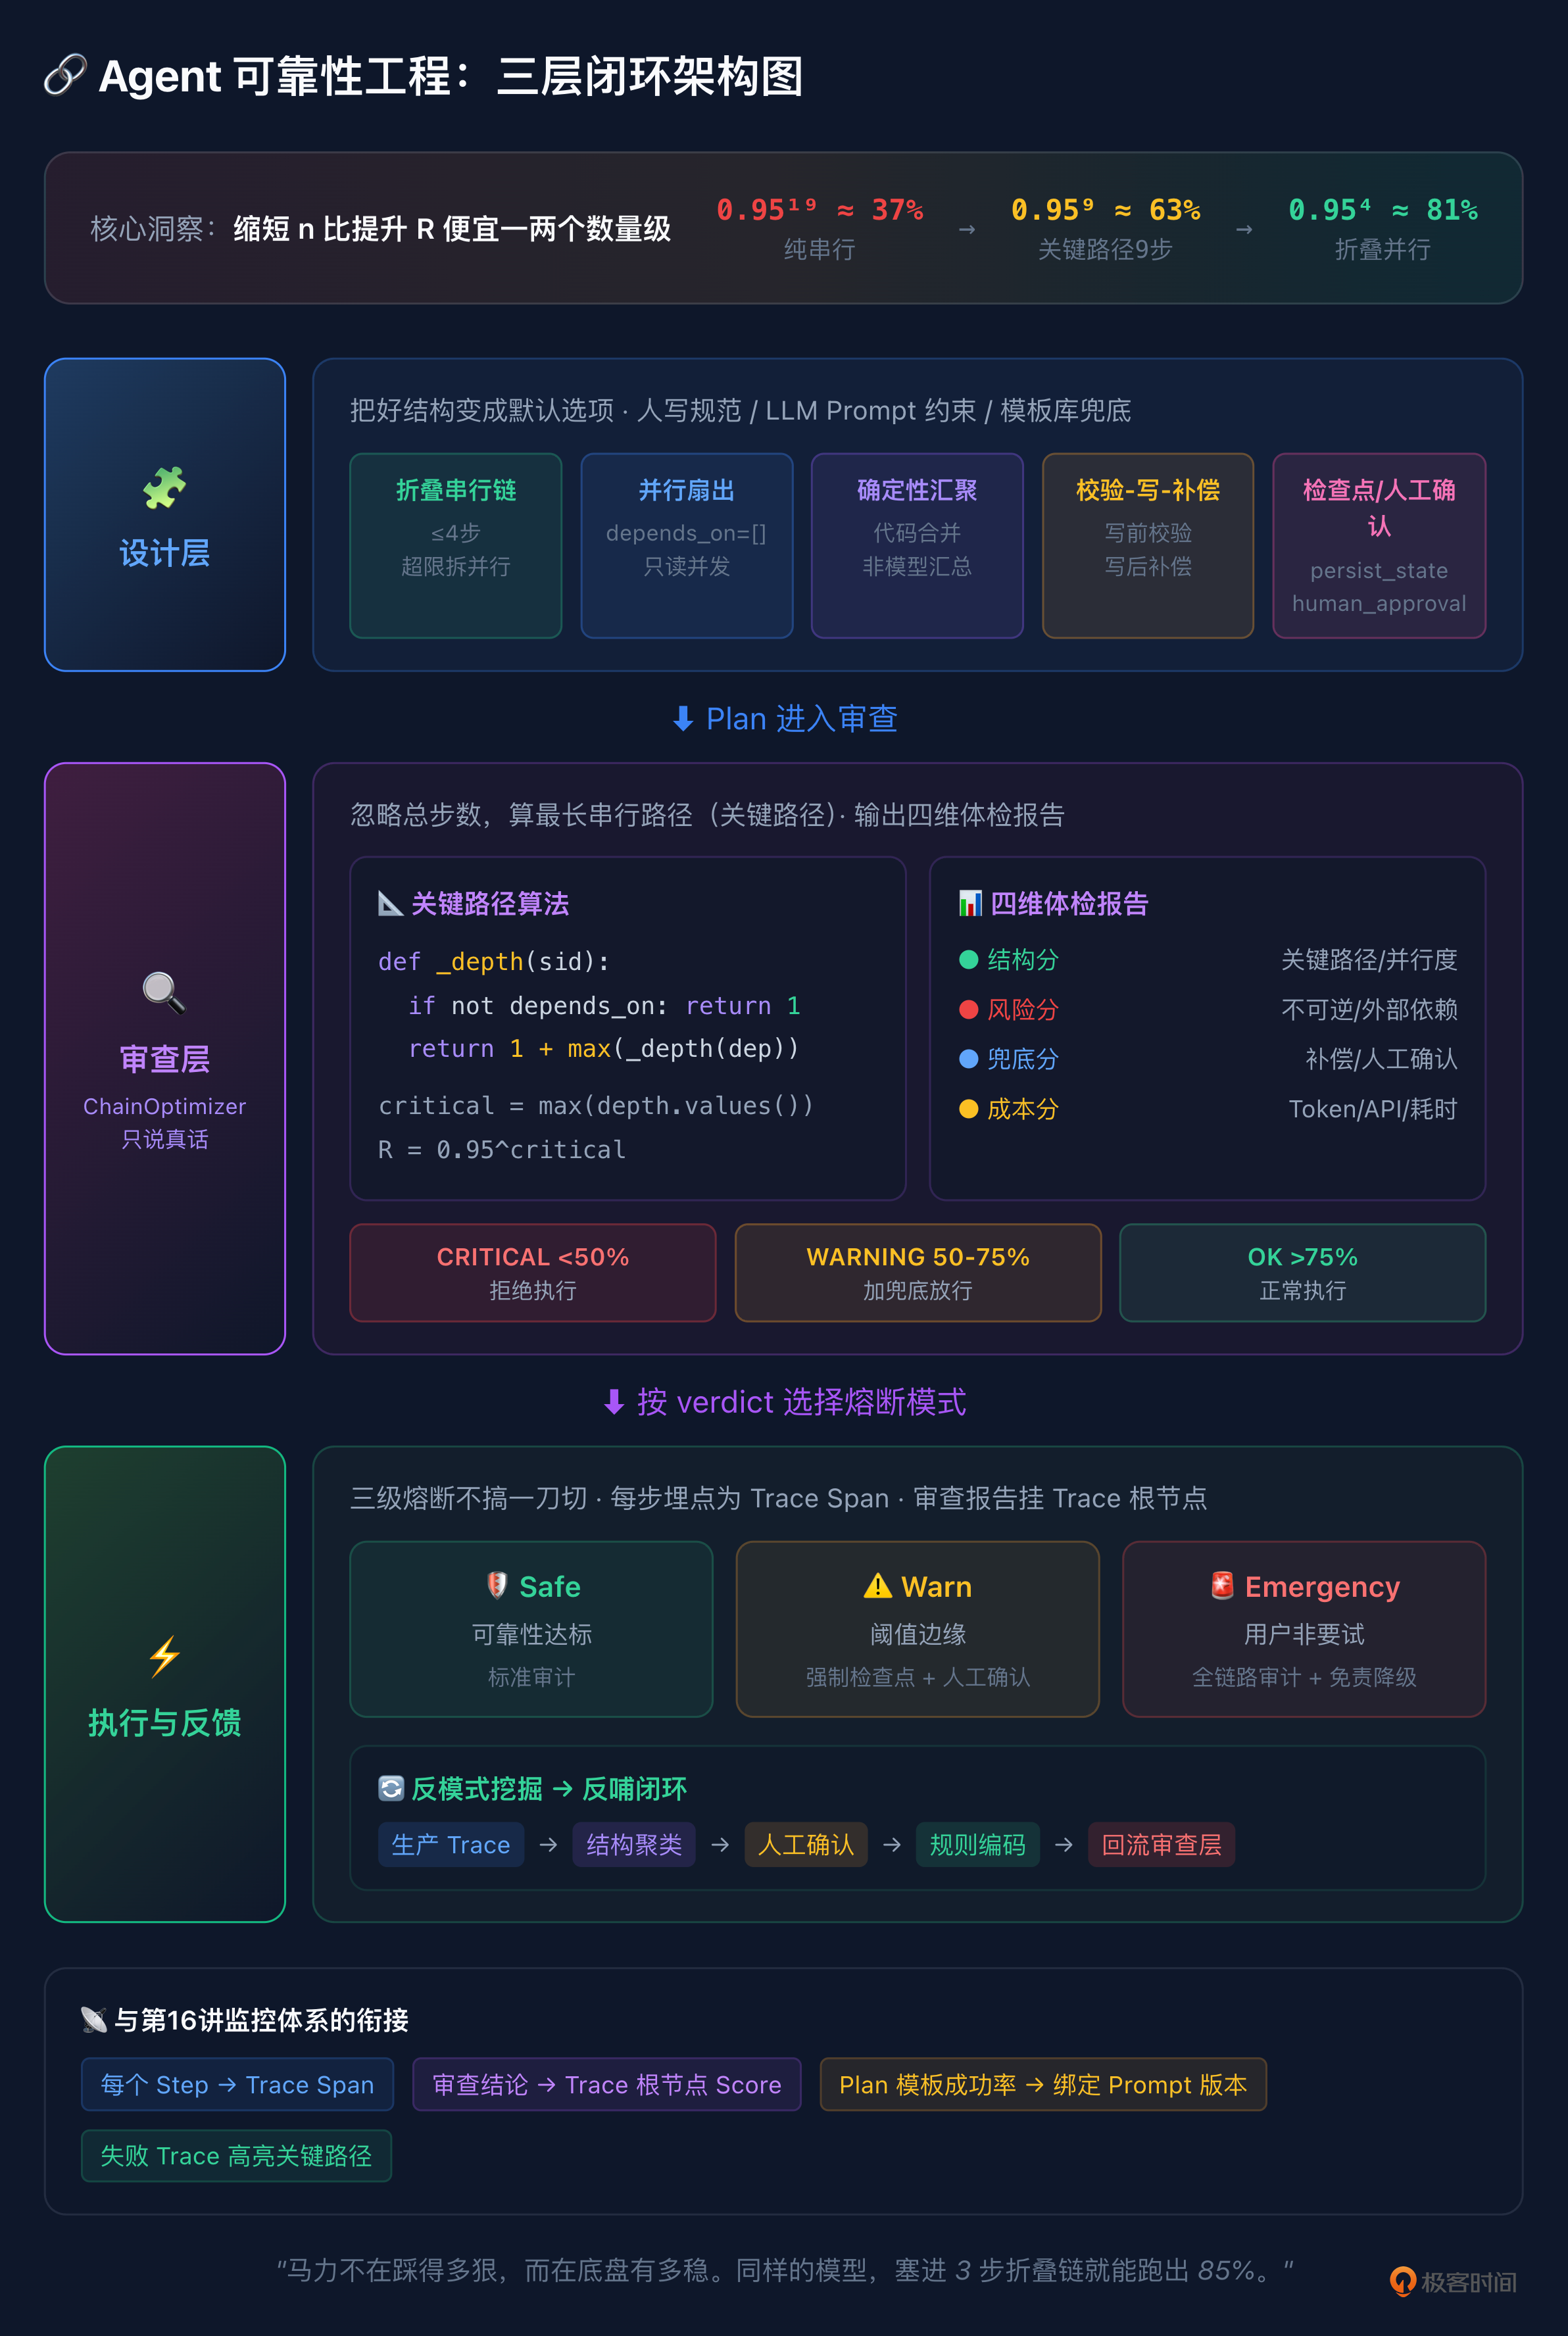 Agent 可靠性工程：三层闭环架构图
核心洞察：缩短 n 比提升 R 便宜一两个数量级
0.95¹⁹ ≈ 37%
纯串行
→
0.95⁹ ≈ 63%
关键路径9步
→
0.95⁴ ≈ 81%
折叠并行
设计层
把好结构变成默认选项 · 人写规范 / LLM Prompt 约束 / 模板库兜底
折叠串行链
≤4步
超限拆并行
并行扇出
depends_on=[]
只读并发
确定性汇聚
代码合并
非模型汇总
校验-写-补偿
写前校验
写后补偿
检查点/人工确
认
persist_state
human_approval
⬇ Plan 进入审查
审查层
ChainOptimizer
只说真话
忽略总步数，算最长串行路径（关键路径）· 输出四维体检报告
关键路径算法
def _depth(sid):
if not depends_on: return 1
return 1 + max(_depth(dep))
critical = max(depth.values())
R = 0.95^critical
四维体检报告
结构分 关键路径/并行度
风险分 不可逆/外部依赖
兜底分 补偿/人工确认
成本分 Token/API/耗时
CRITICAL <50%
拒绝执行
WARNING 50-75%
加兜底放行
OK >75%
正常执行
⬇ 按 verdict 选择熔断模式
执行与反馈
三级熔断不搞一刀切 · 每步埋点为 Trace Span · 审查报告挂 Trace 根节点
Safe
可靠性达标
标准审计
Warn
阈值边缘
强制检查点 + 人工确认
Emergency
用户非要试
全链路审计 + 免责降级
反模式挖掘 → 反哺闭环
生产 Trace → 结构聚类 → 人工确认 → 规则编码 → 回流审查层
与第16讲监控体系的衔接
每个 Step → Trace Span
审查结论 → Trace 根节点 Score
Plan 模板成功率 → 绑定 Prompt 版本
失败 Trace 高亮关键路径
"马力不在踩得多狠，而在底盘有多稳。同样的模型，塞进 3 步折叠链就能跑出 85%。"
极客时间